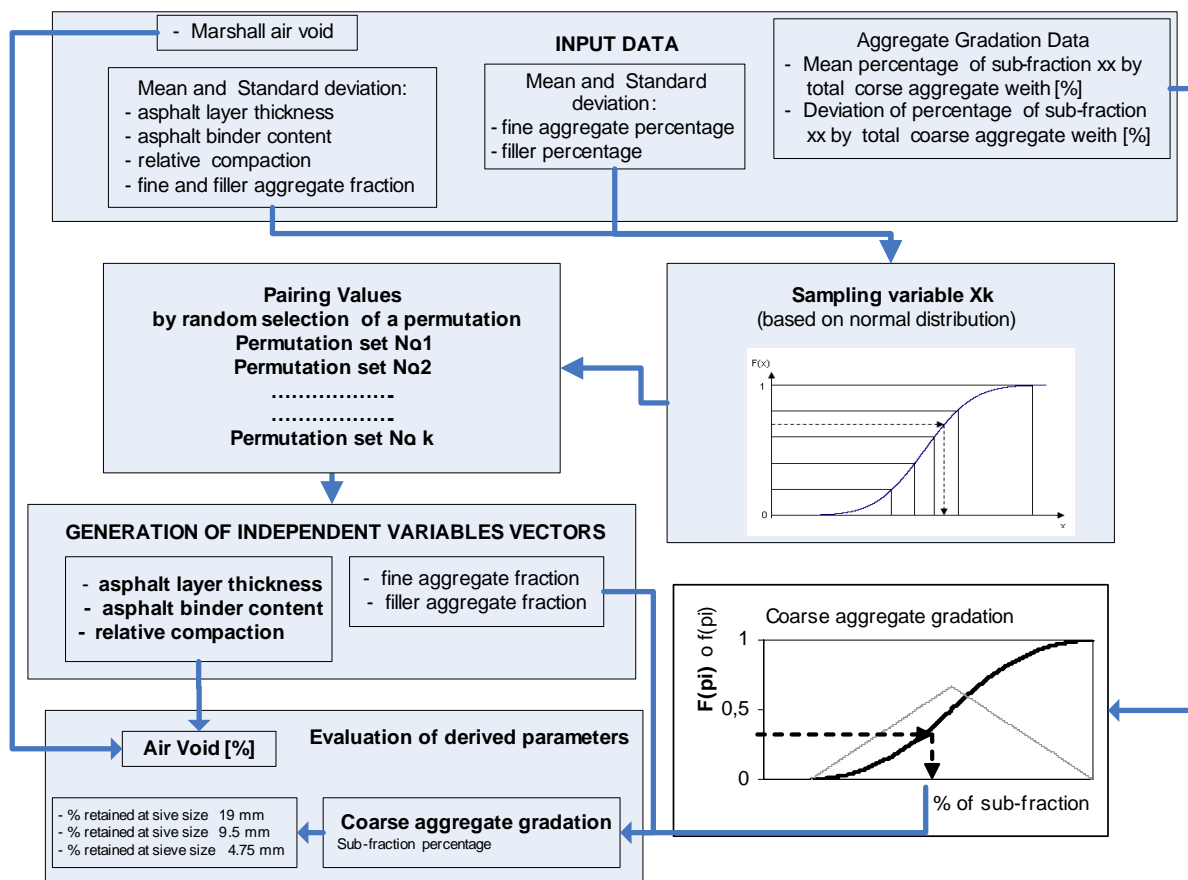 - Marshall air void
INPUT DATA
Mean and Standard deviation:
- asphalt layer thickness
- asphalt binder content
- relative compaction
- fine and filler aggregate fraction
Mean and Standard
deviation:
- fine aggregate percentage
- filler percentage
Aggregate Gradation Data
- Mean percentage of sub-fraction xx by
total corse aggregate weith [%]
- Deviation of percentage of sub-fraction
xx by total coarse aggregate weith [%]
Pairing Values
by random selection of a permutation
Permutation set No1
Permutation set No2
………………..
………………..
Permutation set No k
Sampling variable Xk
(based on normal distribution)
F(x)
1
0
x
GENERATION OF INDEPENDENT VARIABLES VECTORS
- asphalt layer thickness
- asphalt binder content
- relative compaction
- fine aggregate fraction
- filler aggregate fraction
Coarse aggregate gradation
F(pi) o f(pi)
1
0,5
0
% of sub-fraction
Air Void [%]
Evaluation of derived parameters
- % retained at sive size 19 mm
- % retained at sive size 9.5 mm
- % retained at sieve size 4.75 mm
Coarse aggregate gradation
Sub-fraction percentage